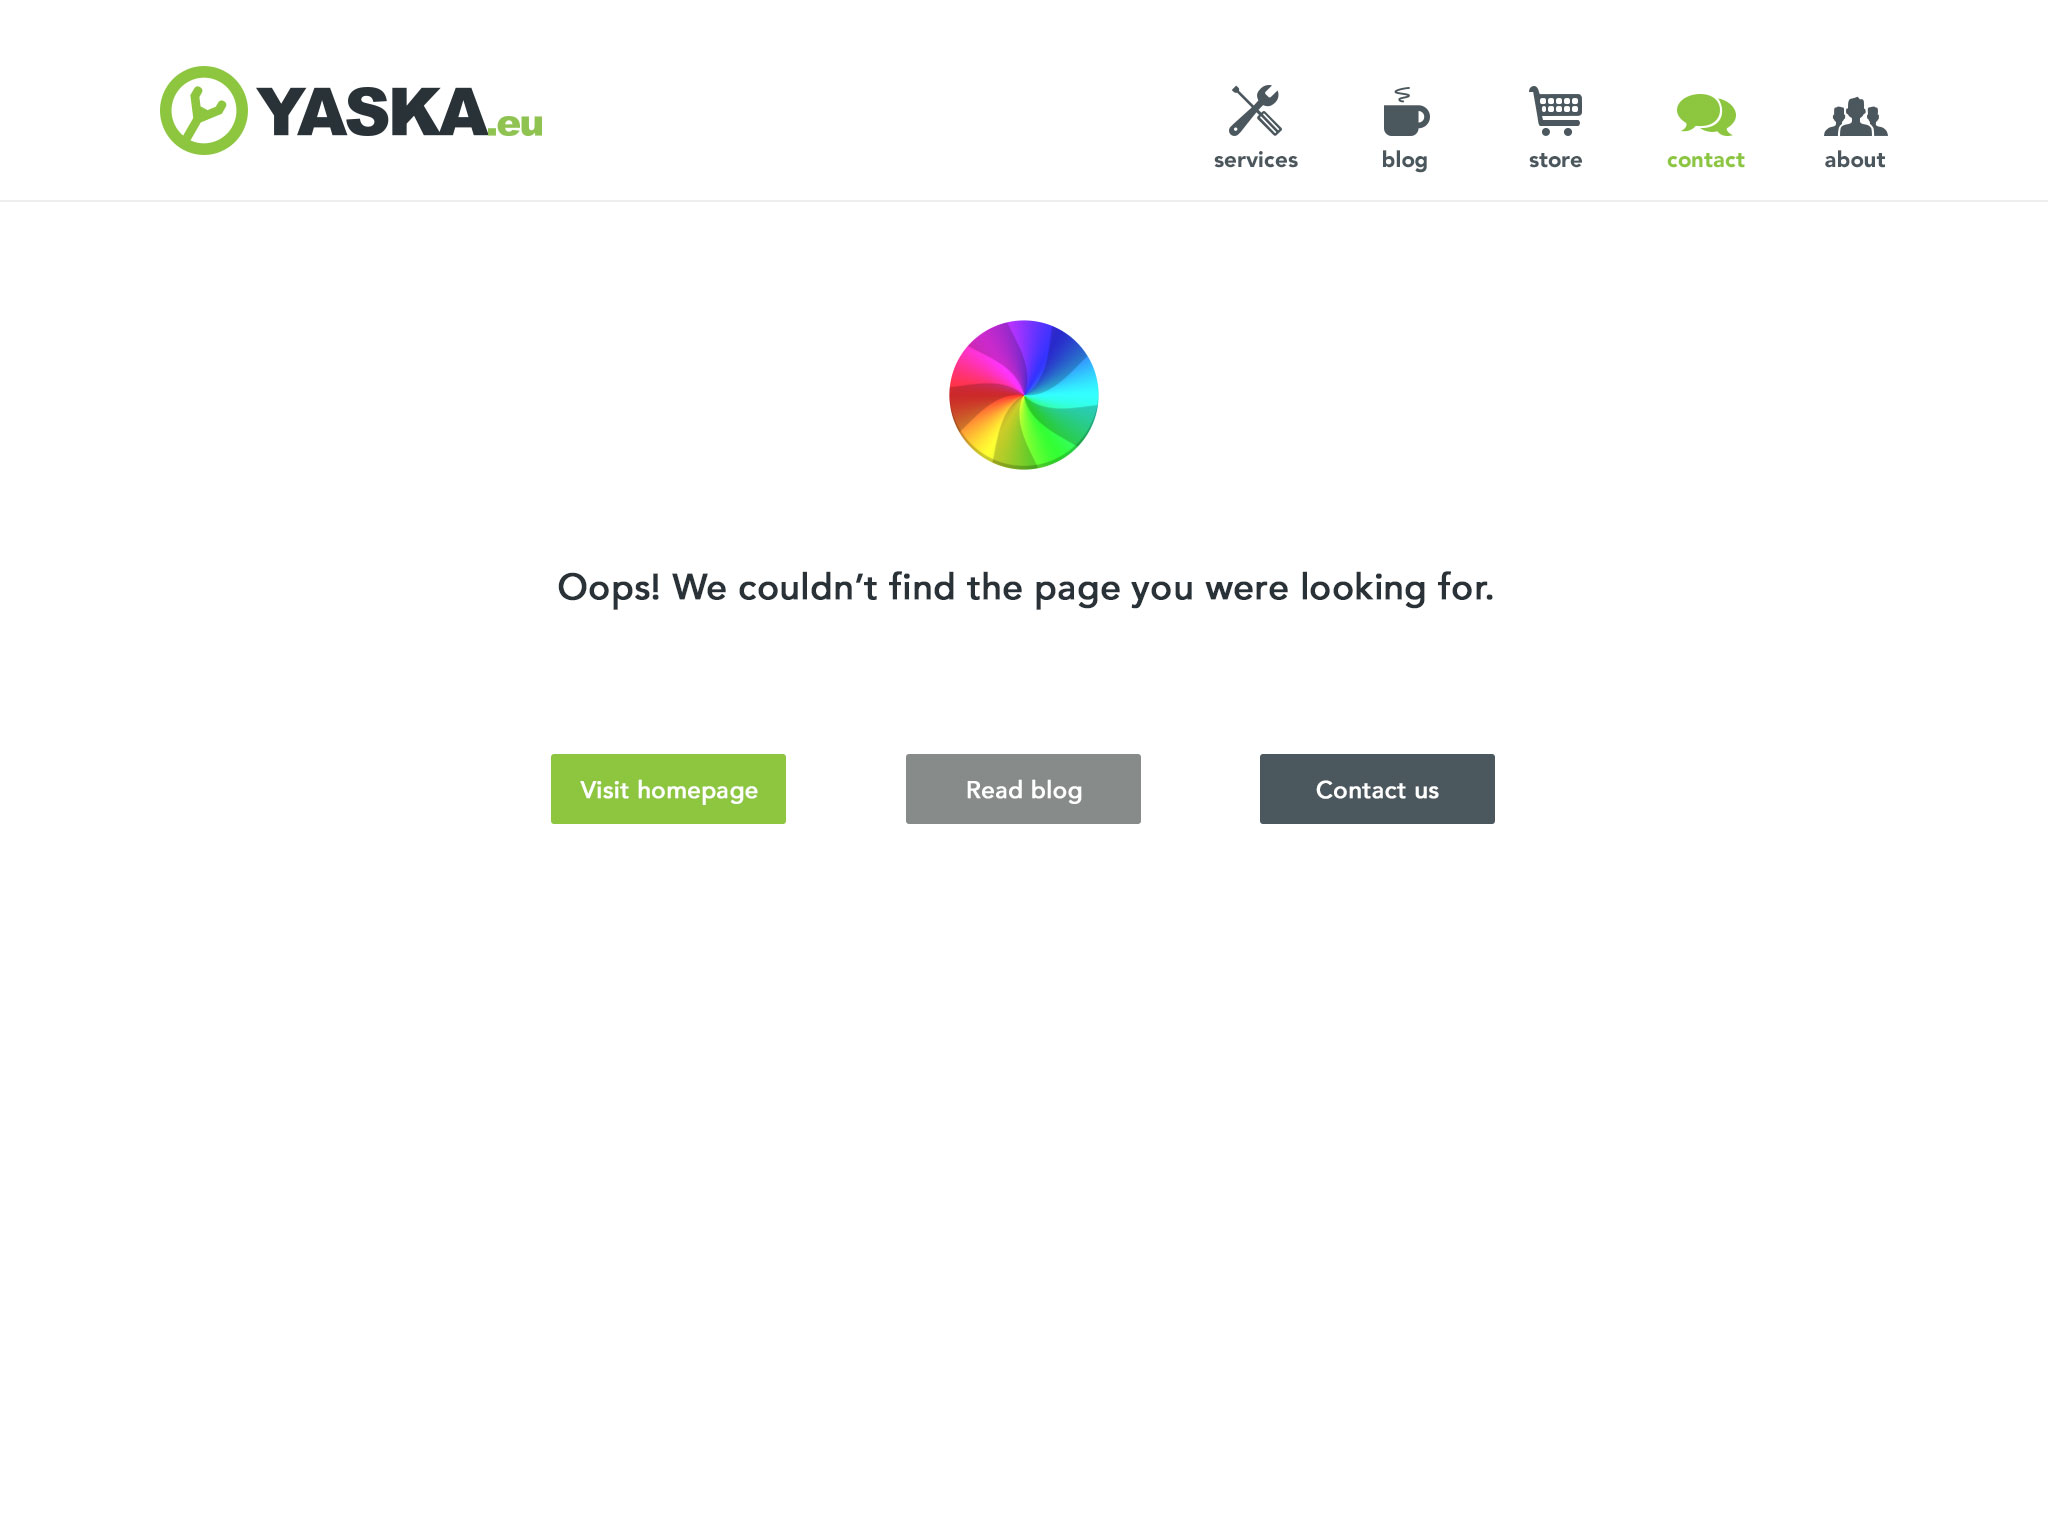 YASKA.eu
services
blog
store
contact
about
Oops! We couldn’t find the page you were looking for.
Visit homepage
Read blog
Contact us